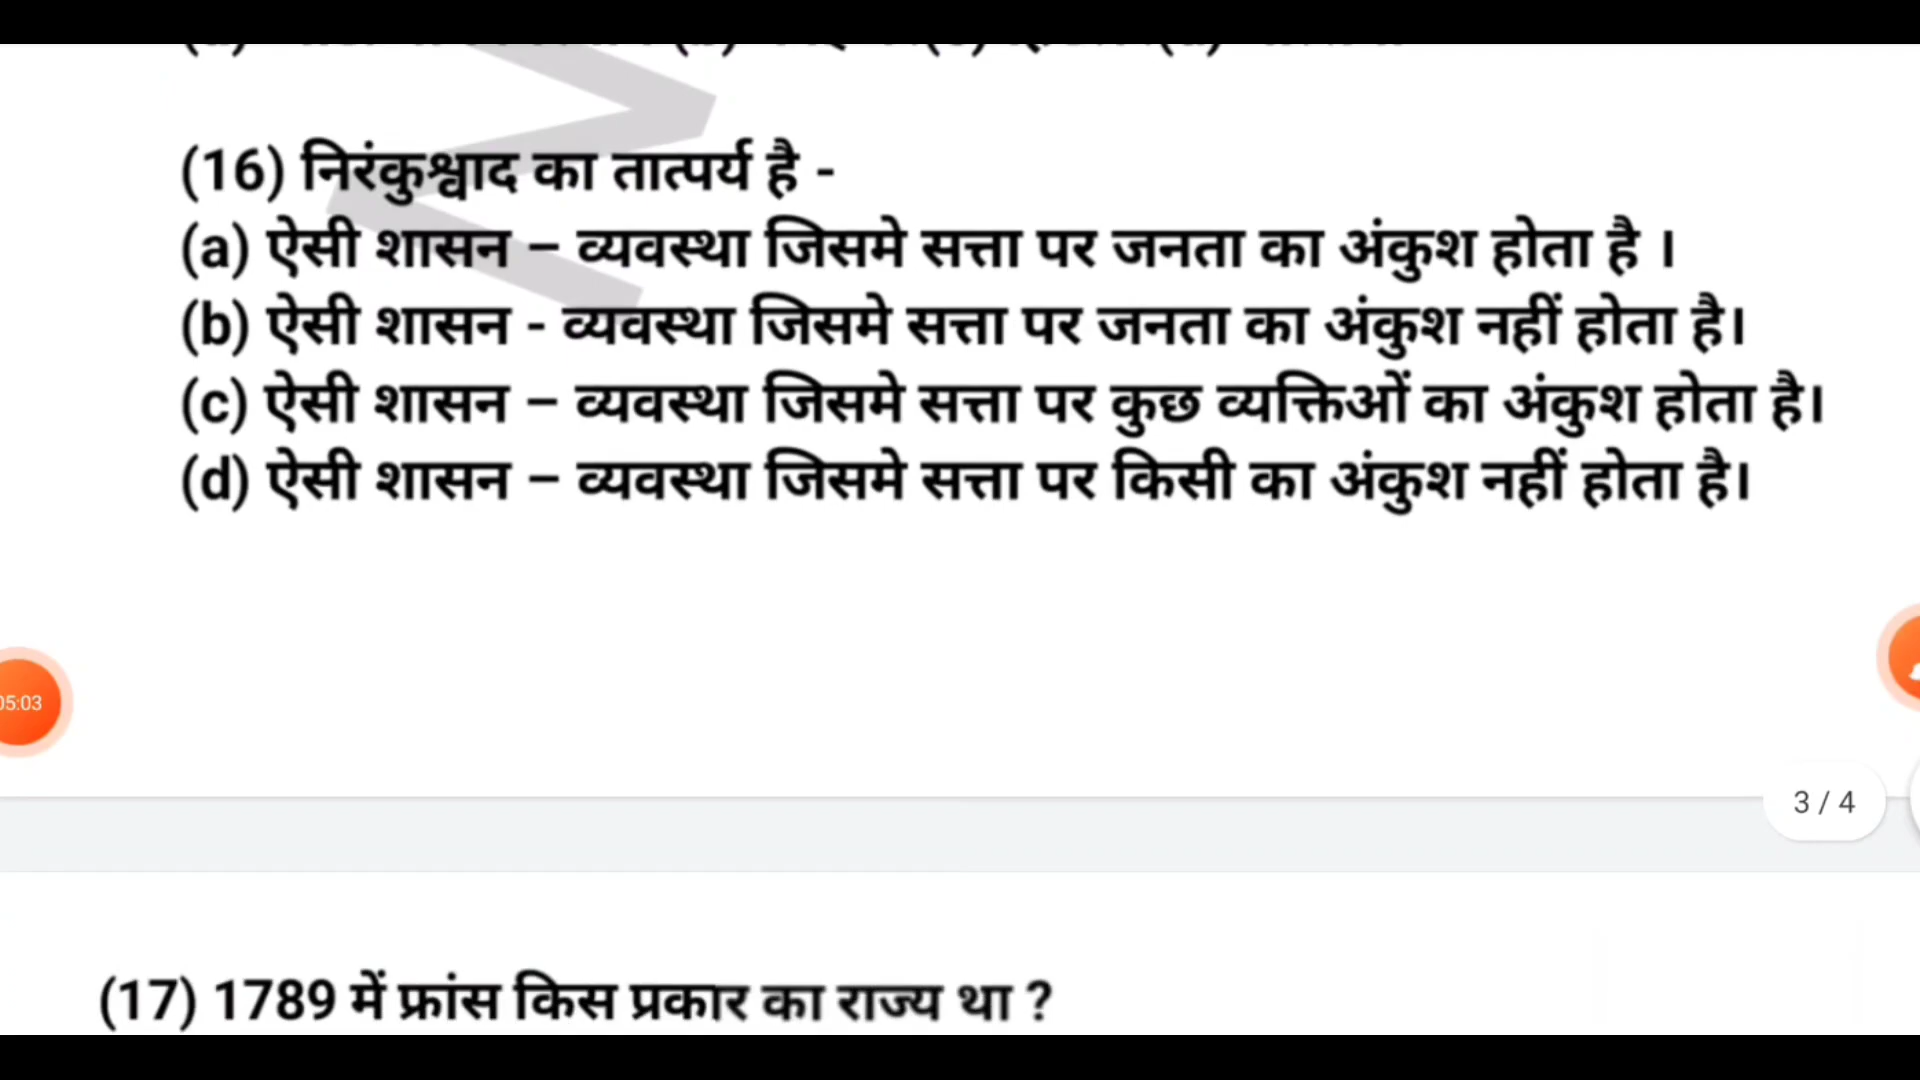 (16) निरंकुश्वाद का तात्पर्य है -
(a) ऐसी शासन – व्यवस्था जिसमे सत्ता पर जनता का अंकुश होता है ।
(b) ऐसी शासन - व्यवस्था जिसमे सत्ता पर जनता का अंकुश नहीं होता है।
(c) ऐसी शासन – व्यवस्था जिसमे सत्ता पर कुछ व्यक्तिओं का अंकुश होता है।
(d) ऐसी शासन – व्यवस्था जिसमे सत्ता पर किसी का अंकुश नहीं होता है।
05:03
3 / 4
(17) 1789 में फ्रांस किस प्रकार का राज्य था ?